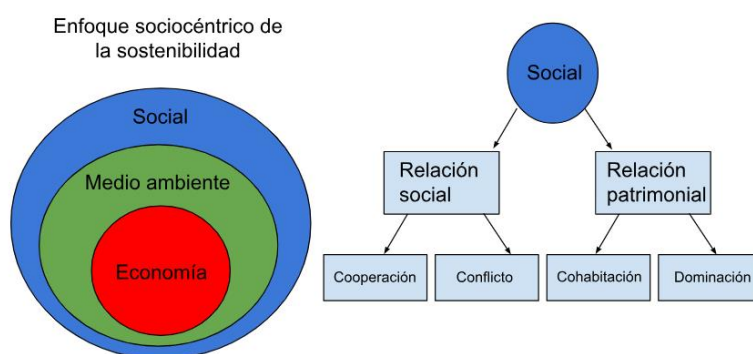 Enfoque sociocéntrico de
la sostenibilidad
Social
Medio ambiente
Economía
Social
Relación
social
Relación
patrimonial
Cooperación
Conflicto
Cohabitación
Dominación